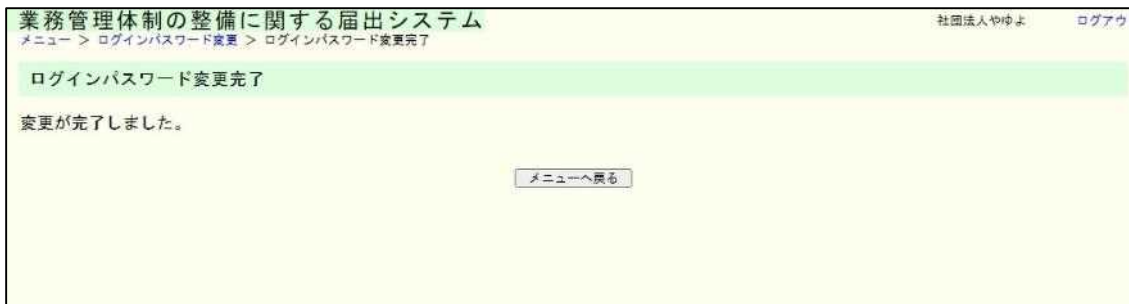 業務管理体制の整備に関する届出システム
社団法人やゆよ ログアウ
メニュー > ログインパスワード変更 > ログインパスワード変更完了
ログインパスワード変更完了
変更が完了しました。
メニューへ戻る